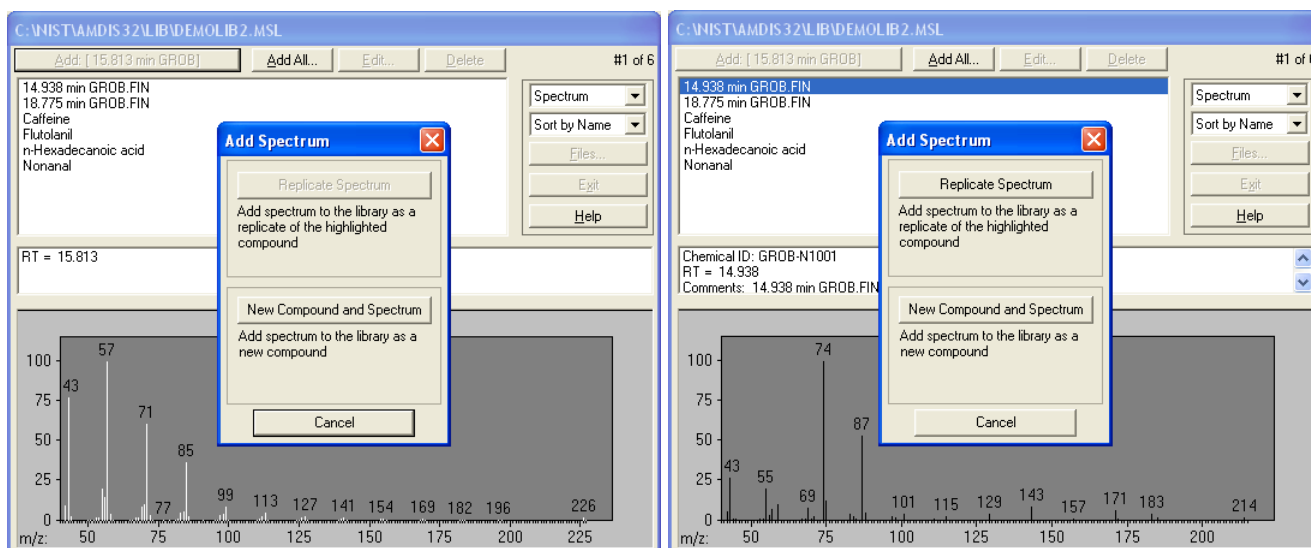 C:\NIST\AMDIS32\LIB\DEMOLIB2.MSL
Add: [ 15.813 min GROB]
Add All...
Edit...
Delete
#1 of 6
14.938 min GROB.FIN
18.775 min GROB.FIN
Caffeine
Flutolanil
n-Hexadecanoic acid
Nonanal
Spectrum
Sort by Name
Files...
Exit
Help
Add Spectrum
Replicate Spectrum
Add spectrum to the library as a
replicate of the highlighted
compound
New Compound and Spectrum
Add spectrum to the library as a
new compound
Cancel
RT = 15.813
100
75
50
25
0
43
57
71
77
85
99
113
127
141
154
169
182
196
226
m/z:
50
75
100
125
150
175
200
225
C:\NIST\AMDIS32\LIB\DEMOLIB2.MSL
Add: [ 15.813 min GROB]
Add All...
Edit...
Delete
#1 of
14.938 min GROB.FIN
18.775 min GROB.FIN
Caffeine
Flutolanil
n-Hexadecanoic acid
Nonanal
Spectrum
Sort by Name
Files...
Exit
Help
Add Spectrum
Replicate Spectrum
Add spectrum to the library as a
replicate of the highlighted
compound
New Compound and Spectrum
Add spectrum to the library as a
new compound
Cancel
Chemical ID: GROB-N1001
RT = 14.938
Comments: 14.938 min GROB.FIN
100
75
50
25
0
43
55
69
74
87
101
115
129
143
157
171
183
214
m/z:
50
75
100
125
150
175
200